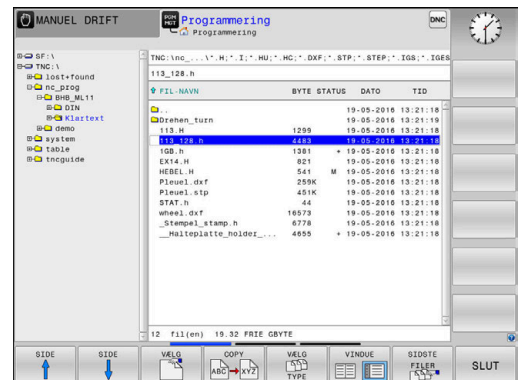 MANUEL DRIFT
PGM MGT
Programmering
Programmering
DNC
SF:\
TNC:\
lost+found
nc_prog
BHB_ML11
DIN
Klartext
demo
system
table
tncguide
TNC:\nc_...\*.H;*.I;*.HU;*.HC;*.DXF;*.STP;*.STEP;*.IGS;*.IGES
113_128.h
FIL-NAVN BYTE STATUS DATO TID
.. 19-05-2016 13:21:18
Drehen_turn 19-05-2016 13:21:19
113.H 1299 19-05-2016 13:21:18
113_128.h 4483 19-05-2016 13:21:18
1GB.h 1381 + 19-05-2016 13:21:18
EX14.H 821 19-05-2016 13:21:18
HEBEL.H 541 M 19-05-2016 13:21:18
Pleuel.dxf 259K 19-05-2016 13:21:18
Pleuel.stp 451K 19-05-2016 13:21:18
STAT.h 44 19-05-2016 13:21:18
wheel.dxf 16573 19-05-2016 13:21:18
_Stempel_stamp.h 6778 19-05-2016 13:21:18
__Halteplatte_holder_... 4655 + 19-05-2016 13:21:18
12 fil(en) 19.32 FRIE GBYTE
SIDE
SIDE
VÆLG
COPY
ABC XYZ
VÆLG
TYPE
VINDUE
SIDSTE
FILER
SLUT